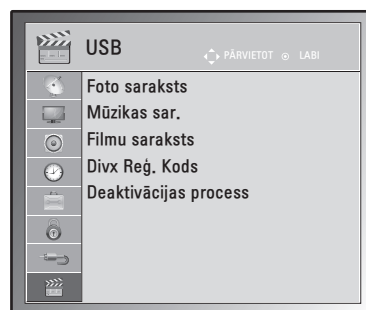 USB
PĀRVIETOT LABI
Foto saraksts
Mūzikas sar.
Filmu saraksts
Divx Reģ. Kods
Deaktivācijas process